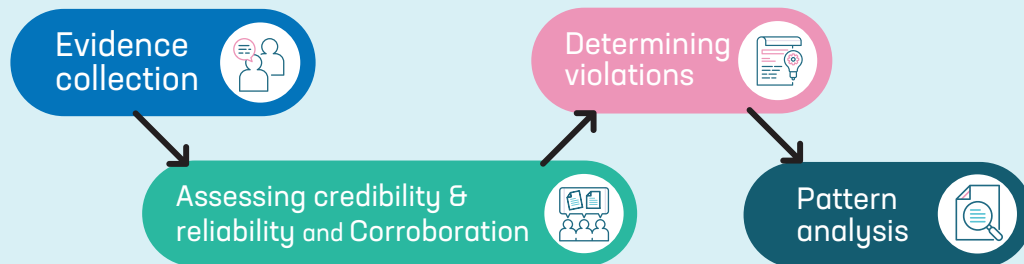 Evidence
collection
Assessing credibility &
reliability and Corroboration
Determining
violations
Pattern
analysis